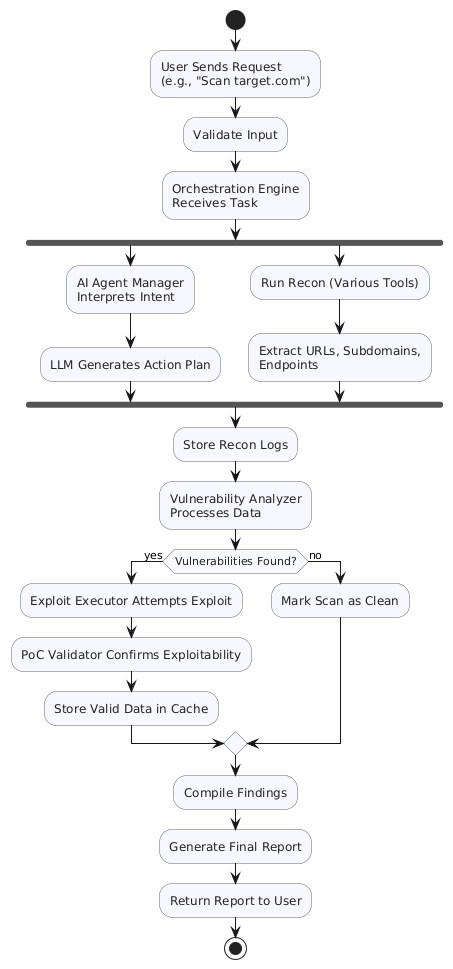 User Sends Request
(e.g., "Scan target.com")
Validate Input
Orchestration Engine
Receives Task
AI Agent Manager
Interprets Intent
LLM Generates Action Plan
Run Recon (Various Tools)
Extract URLs, Subdomains,
Endpoints
Store Recon Logs
Vulnerability Analyzer
Processes Data
Vulnerabilities Found?
yes
Exploit Executor Attempts Exploit
PoC Validator Confirms Exploitability
Store Valid Data in Cache
no
Mark Scan as Clean
Compile Findings
Generate Final Report
Return Report to User